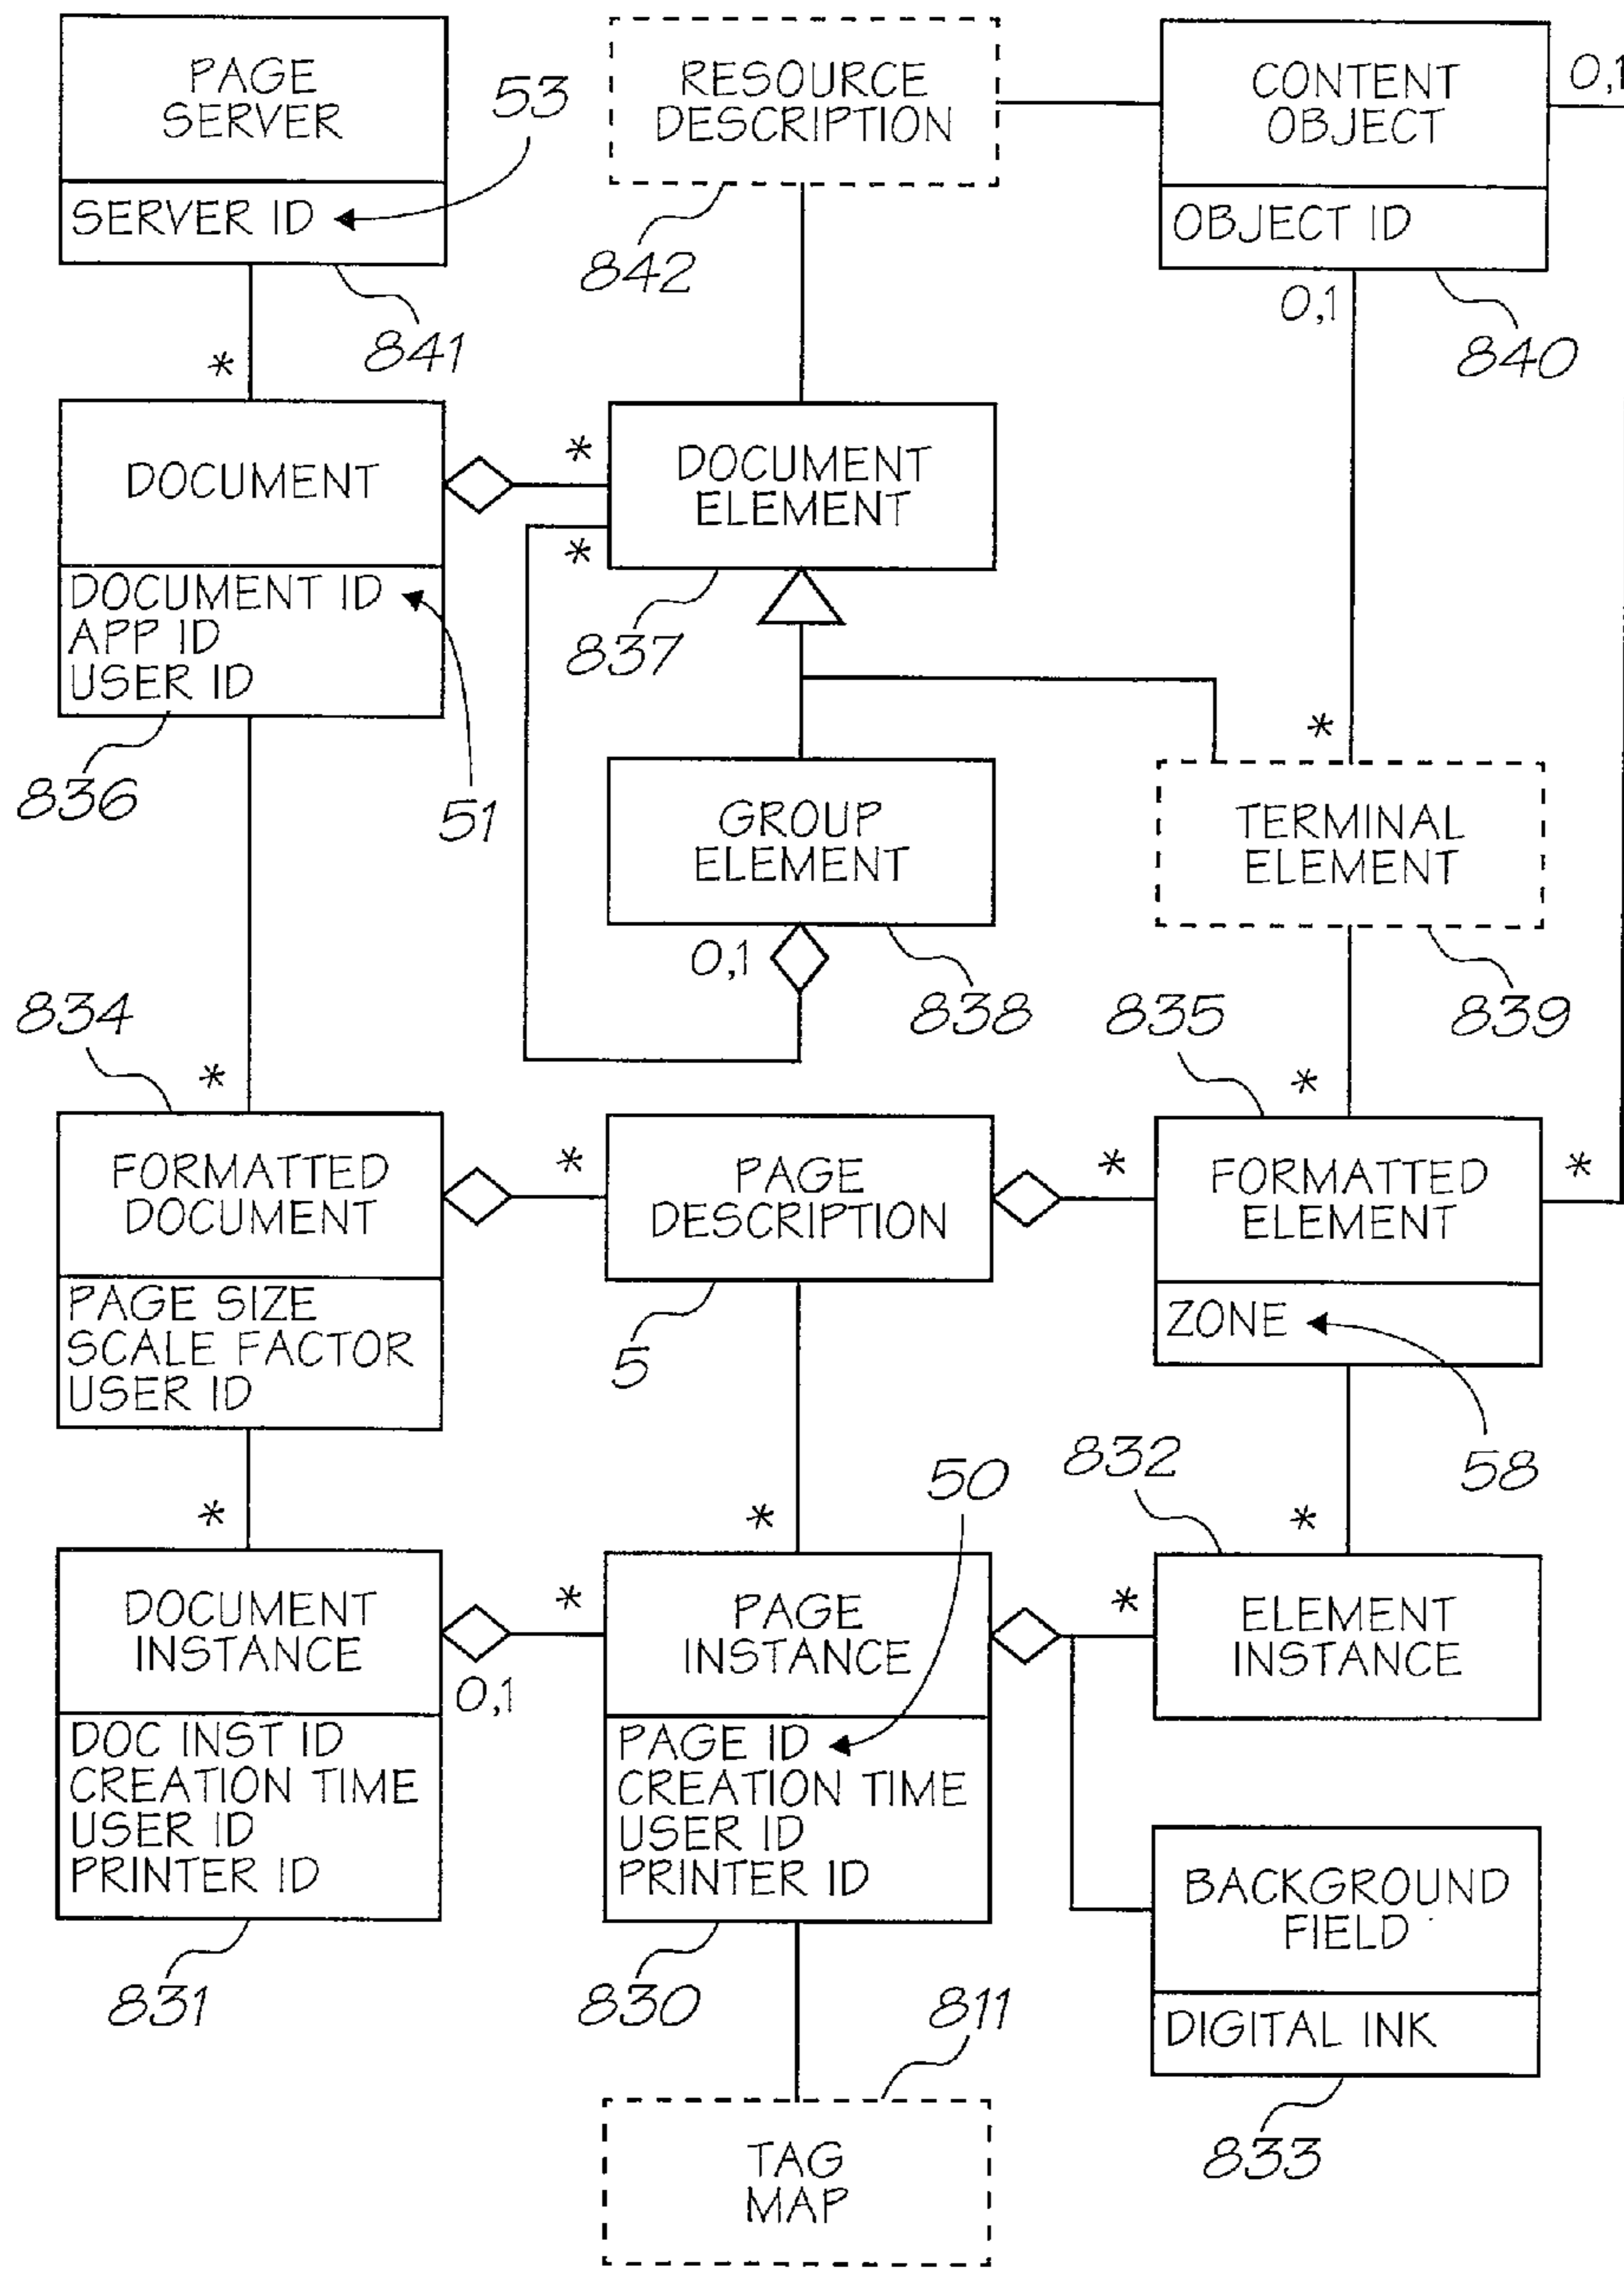 PAGE
SERVER
SERVER ID
53
841
RESOURCE
DESCRIPTION
842
CONTENT
OBJECT
OBJECT ID
0,1
0,1
840
*
DOCUMENT
DOCUMENT ID
APP ID
USER ID
836
51
*
*
DOCUMENT
ELEMENT
837
GROUP
ELEMENT
0,1
838
*
TERMINAL
ELEMENT
839
834
*
FORMATTED
DOCUMENT
PAGE SIZE
SCALE FACTOR
USER ID
*
PAGE
DESCRIPTION
5
835
*
*
*
FORMATTED
ELEMENT
ZONE
58
*
DOCUMENT
INSTANCE
0,1
DOC INST ID
CREATION TIME
USER ID
PRINTER ID
831
*
*
50
PAGE
INSTANCE
PAGE ID
CREATION TIME
USER ID
PRINTER ID
830
832
*
*
ELEMENT
INSTANCE
BACKGROUND
FIELD
DIGITAL INK
833
811
TAG
MAP